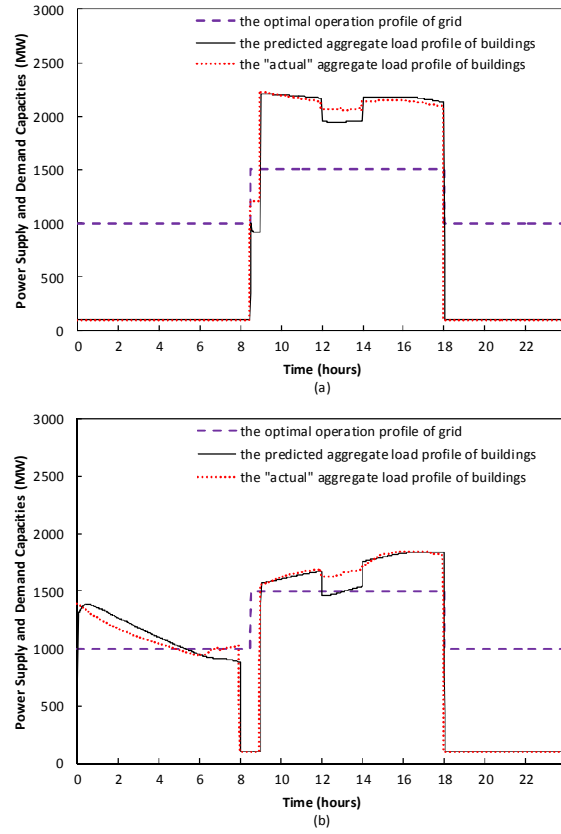 the optimal operation profile of grid
the predicted aggregate load profile of buildings
the "actual" aggregate load profile of buildings
Power Supply and Demand Capacities (MW)
3000
2500
2000
1500
1000
500
0
0 2 4 6 8 10 12 14 16 18 20 22
Time (hours)
(a)
the optimal operation profile of grid
the predicted aggregate load profile of buildings
the "actual" aggregate load profile of buildings
Power Supply and Demand Capacities (MW)
3000
2500
2000
1500
1000
500
0
0 2 4 6 8 10 12 14 16 18 20 22
Time (hours)
(b)